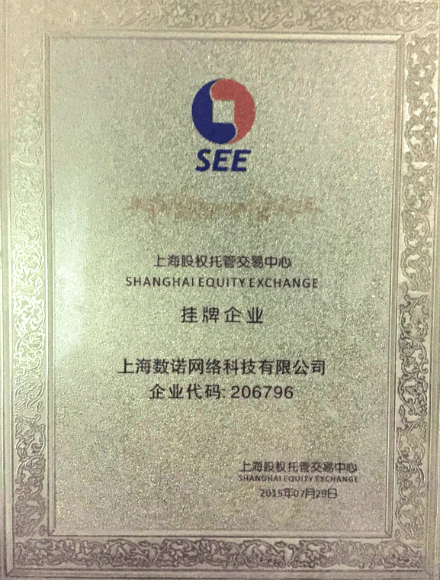 SEE
上海股权托管交易中心
SHANGHAI EQUITY EXCHANGE
挂牌企业
上海数诺网络科技有限公司
企业代码: 206796
上海股权托管交易中心
SHANGHAI EQUITY EXCHANGE
2015年07月29日